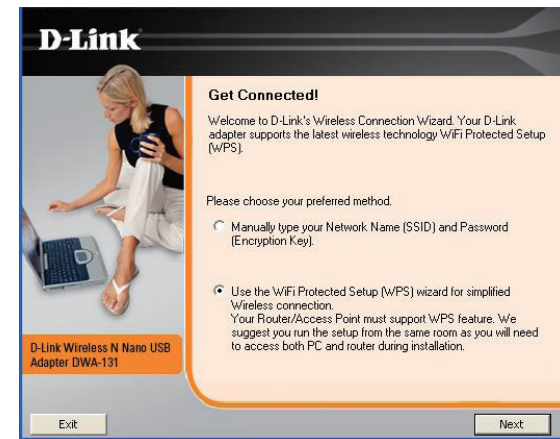 D-Link
Get Connected!
Welcome to D-Link's Wireless Connection Wizard. Your D-Link
adapter supports the latest wireless technology WiFi Protected Setup
(WPS).
Please choose your preferred method.
Manually type your Network Name (SSID) and Password
(Encryption Key).
Use the WiFi Protected Setup (WPS) wizard for simplified
Wireless connection.
Your Router/Access Point must support WPS feature. We
suggest you run the setup from the same room as you will need
to access both PC and router during installation.
D-Link Wireless N Nano USB
Adapter DWA-131
Exit
Next